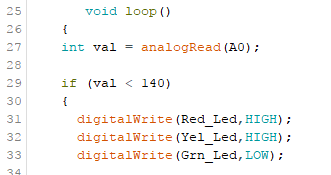 25 void loop()
26 {
27 int val = analogRead(A0);
28
29 if (val < 140)
30 {
31 digitalWrite(Red_Led,HIGH);
32 digitalWrite(Yel_Led,HIGH);
33 digitalWrite(Grn_Led,LOW);
34